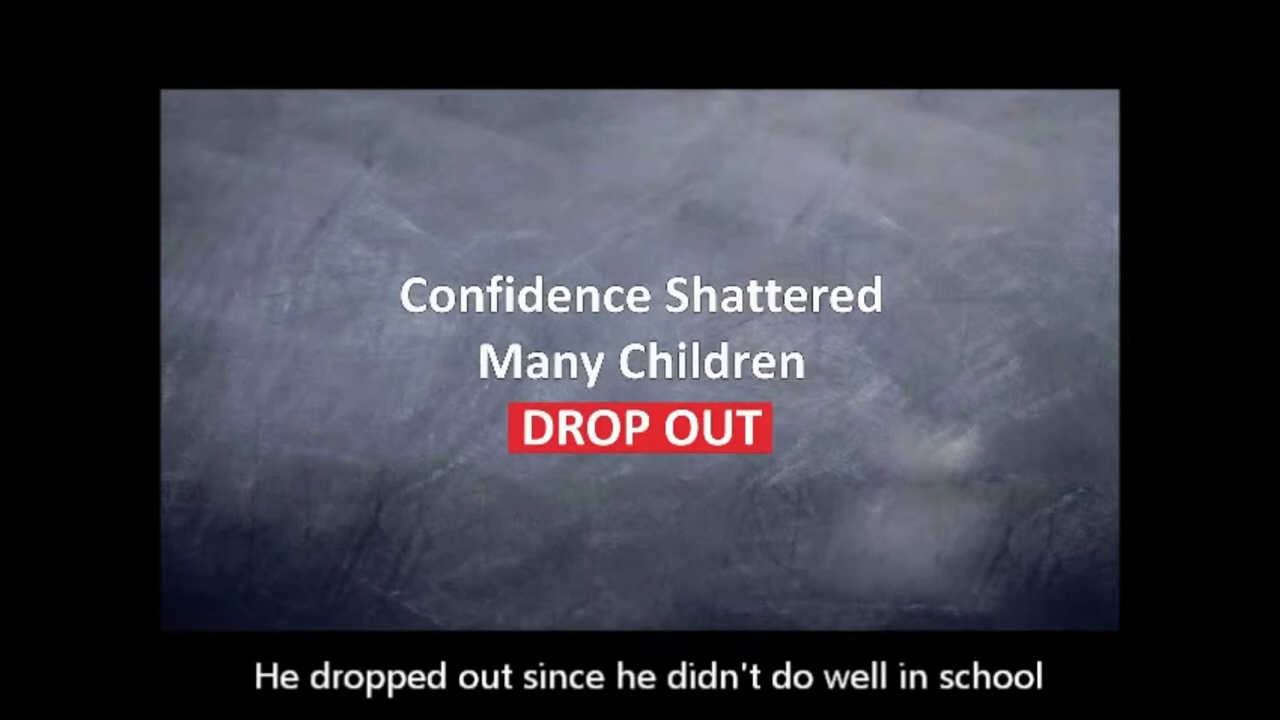 Confidence Shattered
Many Children
DROP OUT
He dropped out since he didn't do well in school